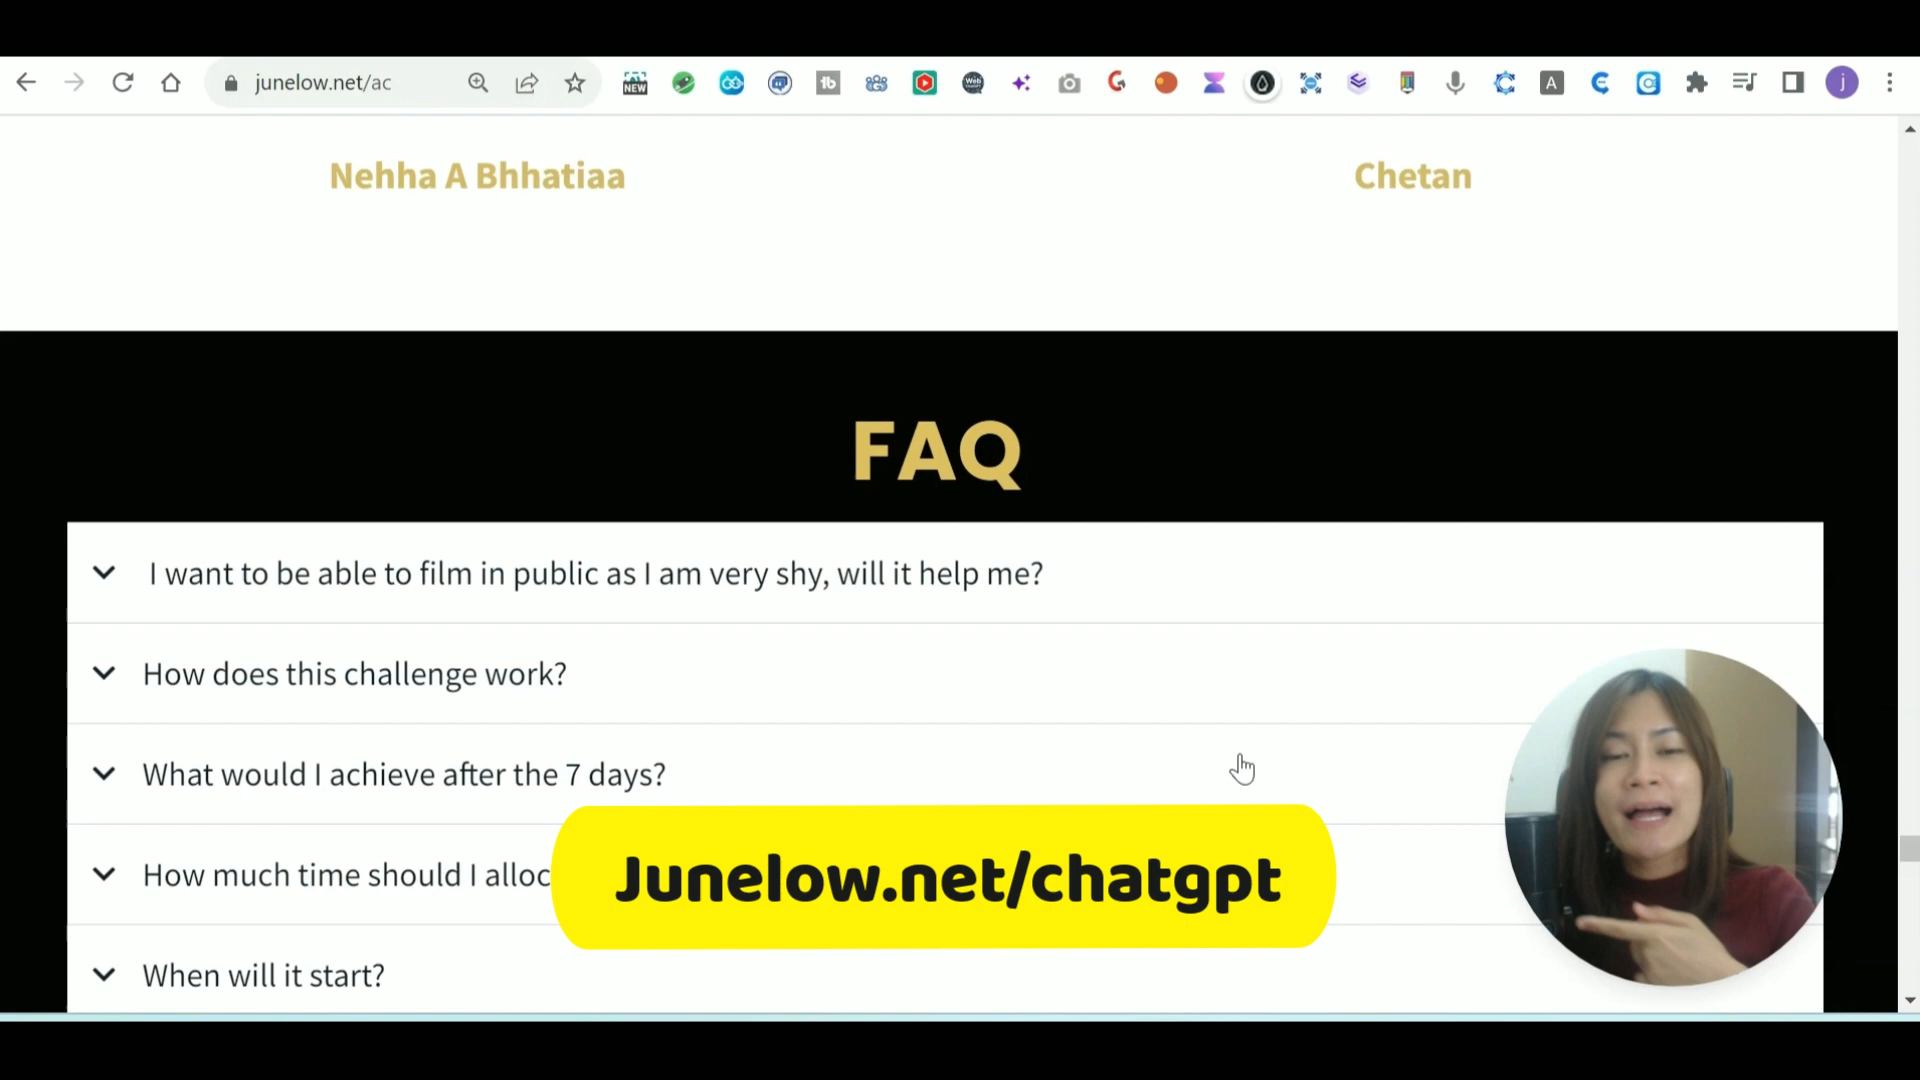 junelow.net/ac
NEW
A
j
Nehha A Bhhatiaa
Chetan
FAQ
I want to be able to film in public as I am very shy, will it help me?
How does this challenge work?
What would I achieve after the 7 days?
How much time should I alloc
Junelow.net/chatgpt
When will it start?